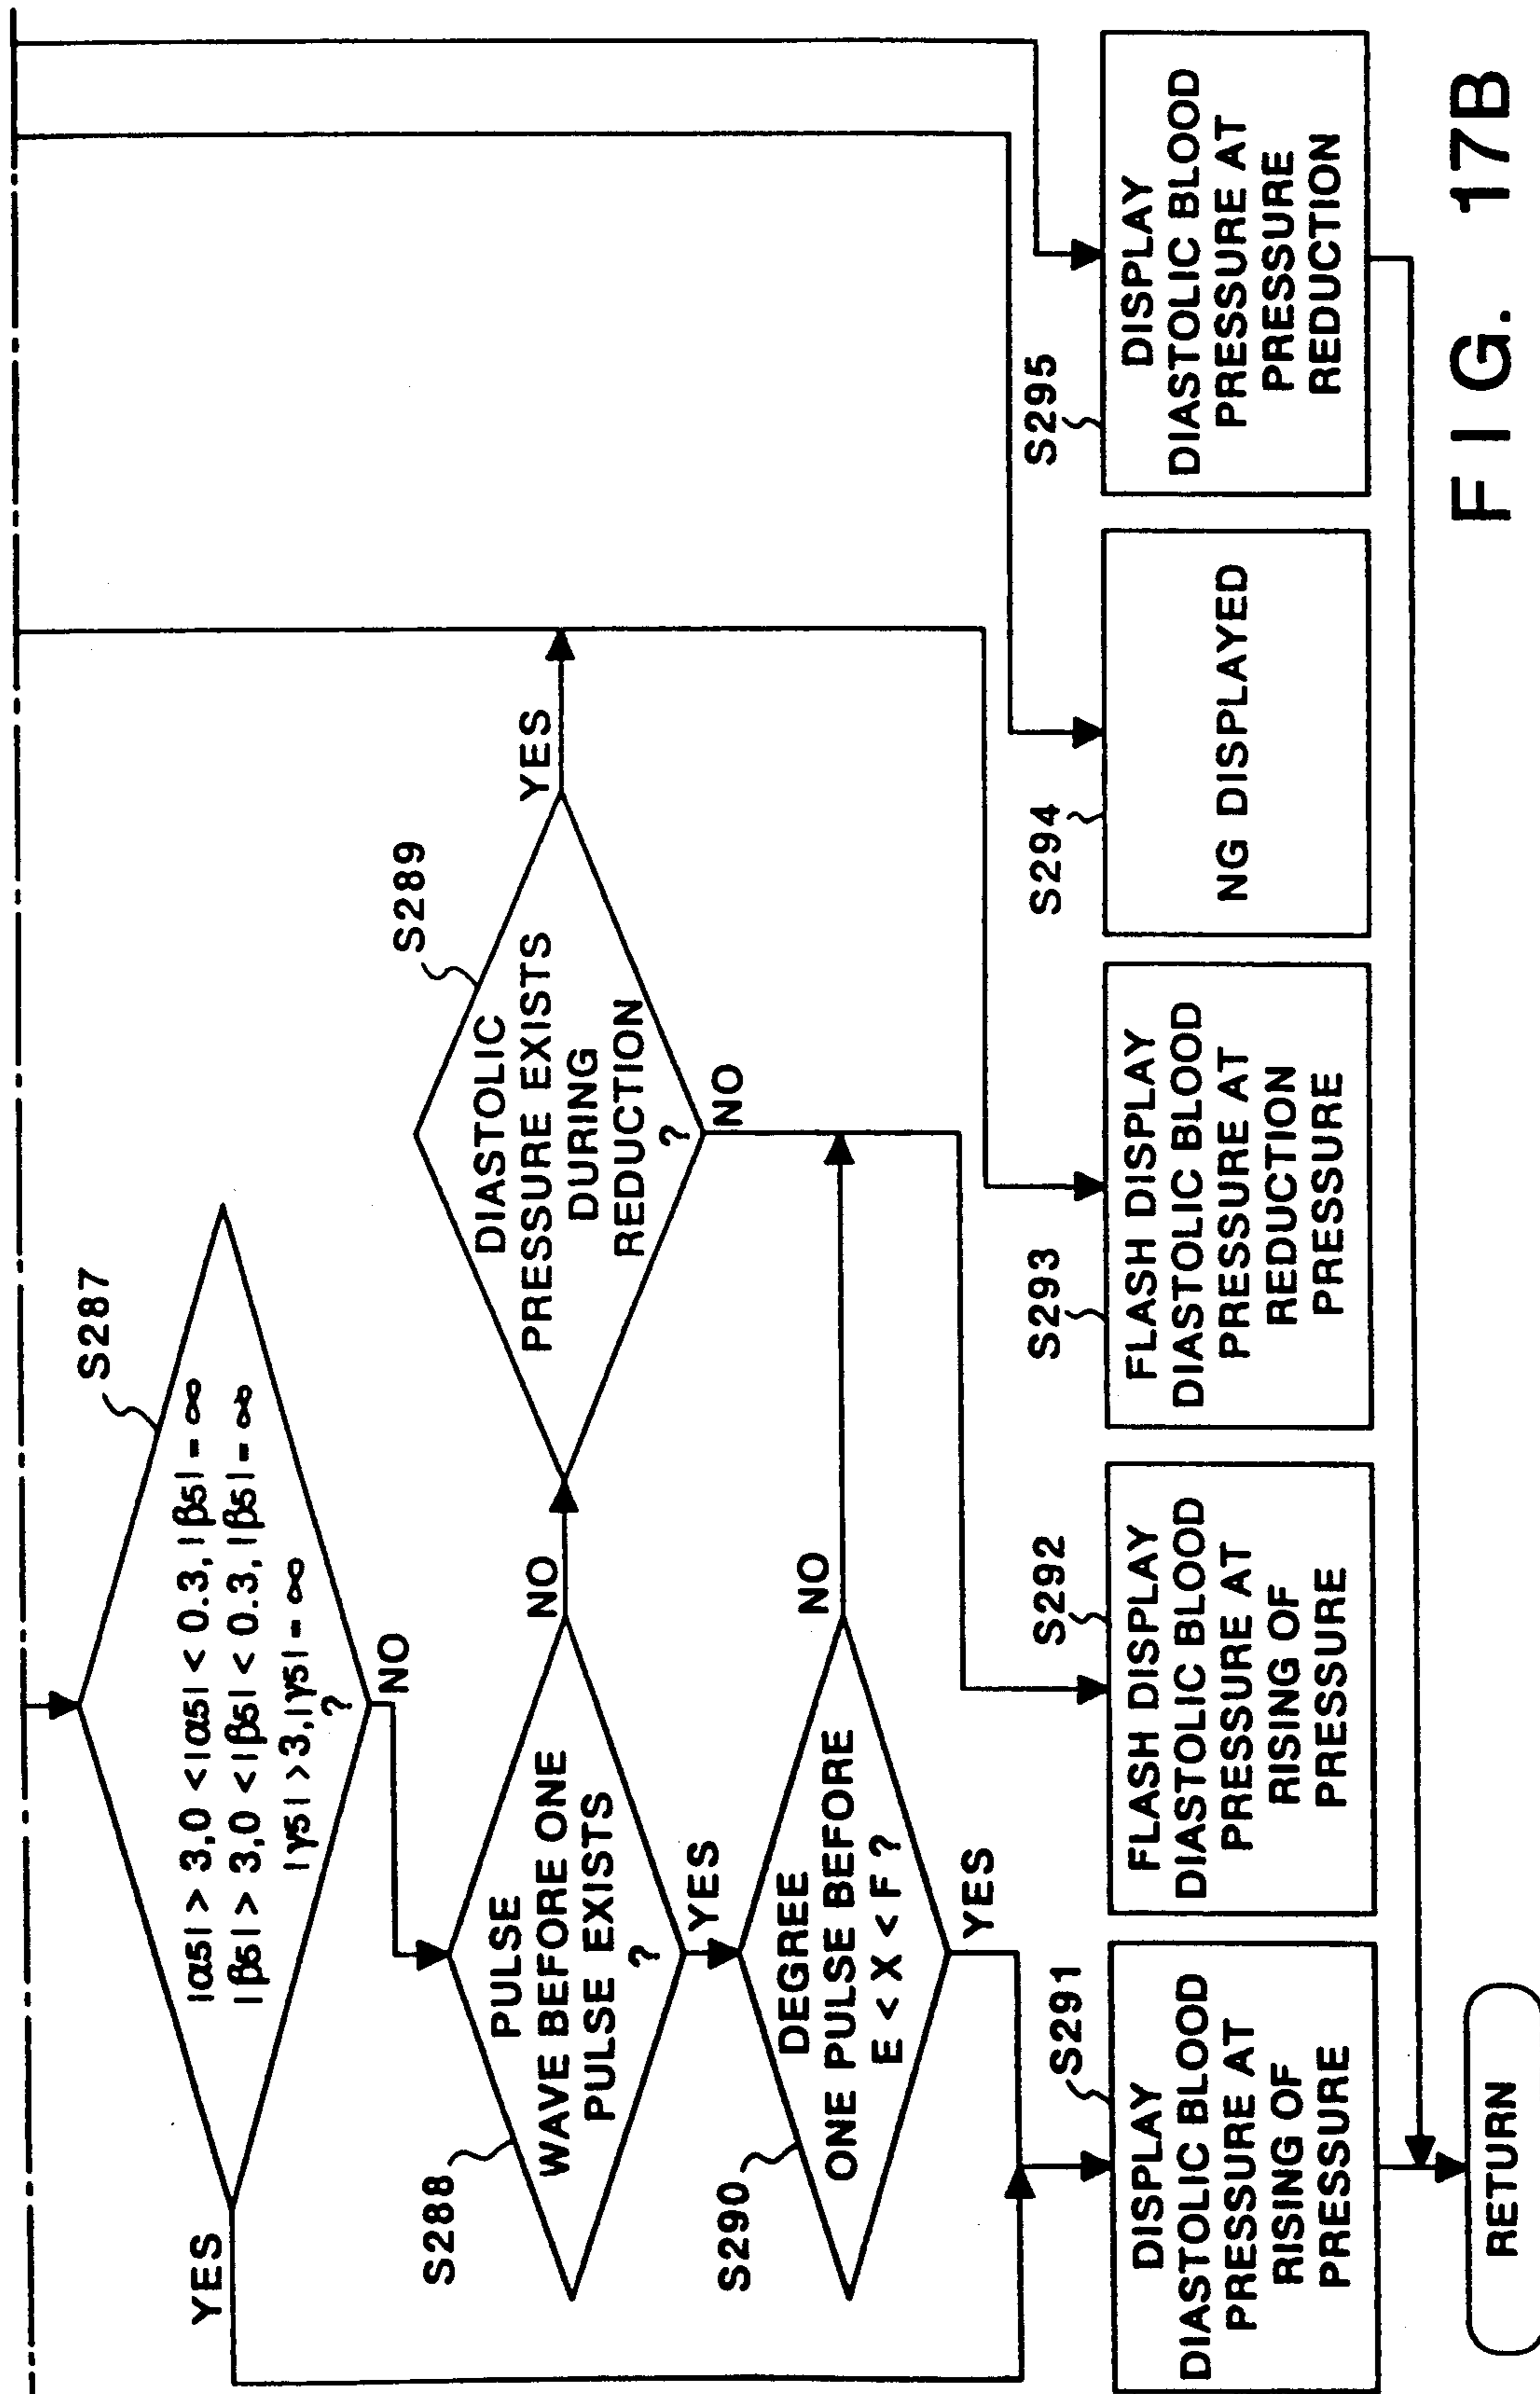 S287
|α5| > 3, 0 < |α5| < 0.3, |β5| - ∞
|β5| > 3, 0 < |β5| < 0.3, |β5| - ∞
|γ5| > 3, |γ5| - ∞
?
YES
NO
S288
PULSE
WAVE BEFORE ONE
PULSE EXISTS
?
NO
YES
S289
DIASTOLIC
PRESSURE EXISTS
DURING
REDUCTION
?
YES
NO
S290
DEGREE
ONE PULSE BEFORE
E < X < F ?
NO
YES
S291
DISPLAY
DIASTOLIC BLOOD
PRESSURE AT
RISING OF
PRESSURE
S292
FLASH DISPLAY
DIASTOLIC BLOOD
PRESSURE AT
RISING OF
PRESSURE
S293
FLASH DISPLAY
DIASTOLIC BLOOD
PRESSURE AT
REDUCTION
PRESSURE
S294
NG DISPLAYED
S295
DISPLAY
DIASTOLIC BLOOD
PRESSURE AT
PRESSURE
REDUCTION
RETURN
FIG. 17B